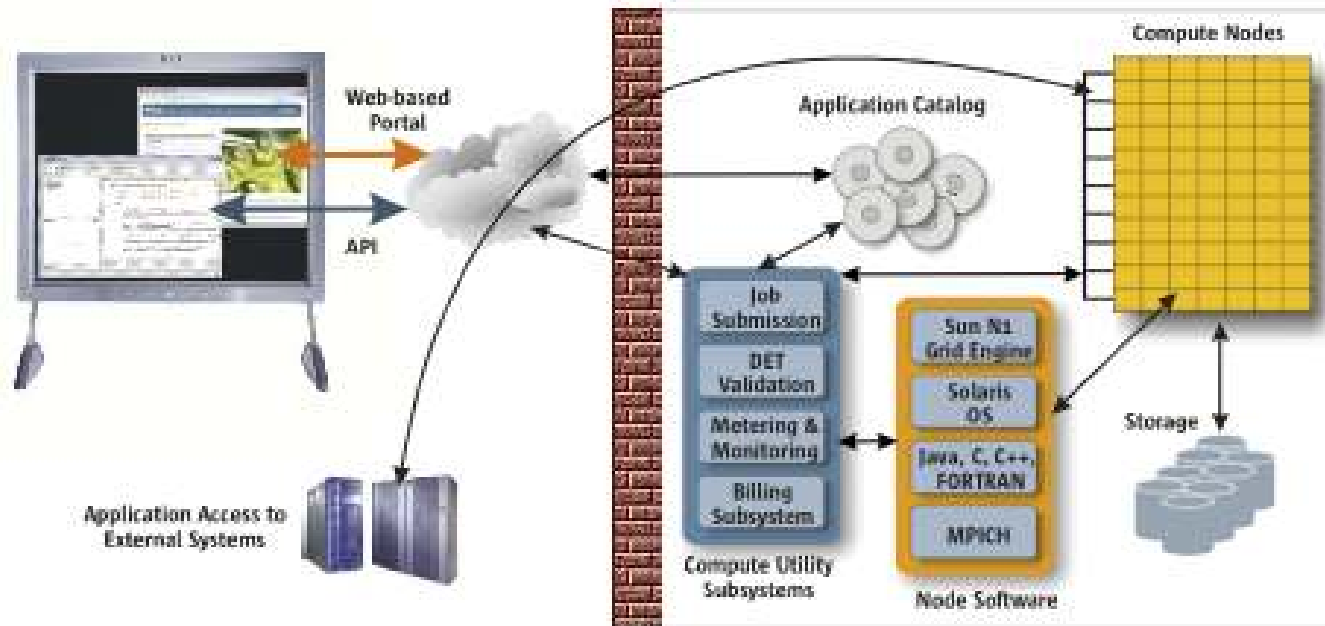 Compute Nodes
Web-based
Portal
Application Catalog
API
Job
Submission
DET
Validation
Metering &
Monitoring
Billing
Subsystem
Compute Utility
Subsystems
Sun N1
Grid Engine
Solaris
OS
Java, C, C++,
FORTRAN
MPICH
Node Software
Storage
Application Access to
External Systems